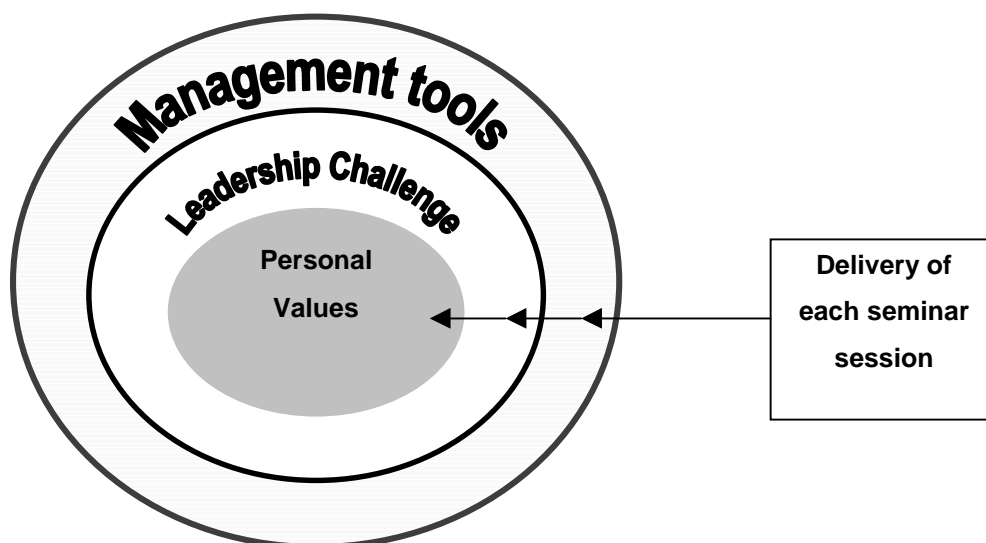 Management tools
Leadership Challenge
Personal
Values
Delivery of
each seminar
session